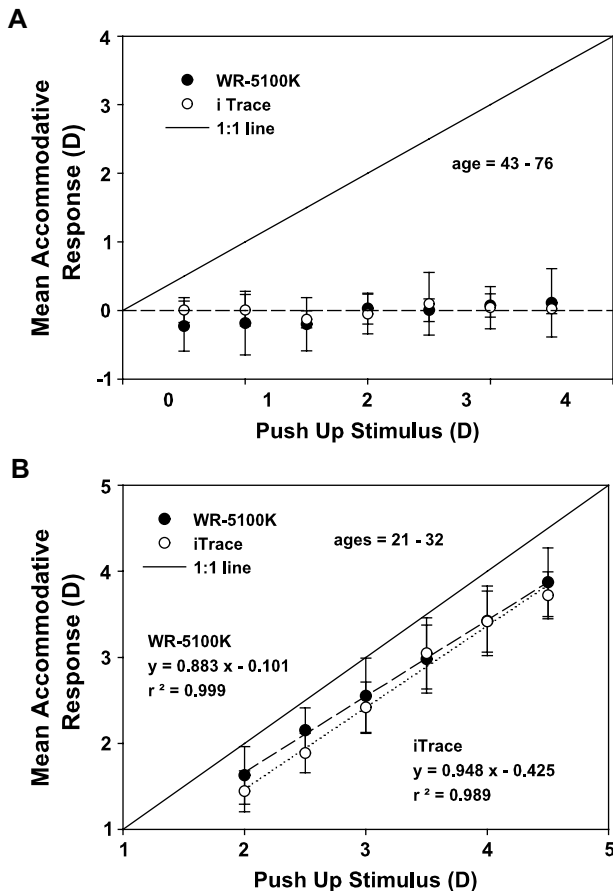 A
4
3
2
1
0
-1
Mean Accommodative
Response (D)
WR-5100K
i Trace
1:1 line
age = 43 - 76
0 1 2 3 4
Push Up Stimulus (D)
B
5
4
3
2
1
Mean Accommodative
Response (D)
WR-5100K
iTrace
1:1 line
ages = 21 - 32
WR-5100K
y = 0.883 x - 0.101
r ² = 0.999
iTrace
y = 0.948 x - 0.425
r ² = 0.989
1 2 3 4 5
Push Up Stimulus (D)